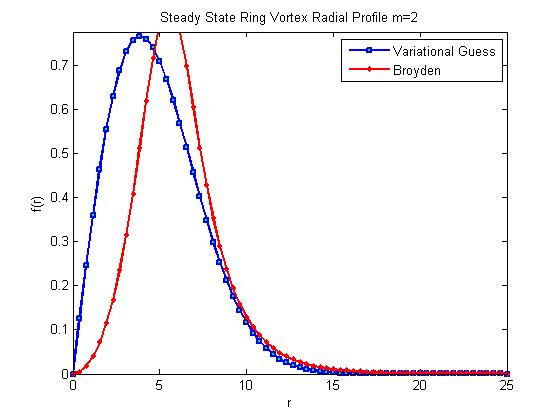 Steady State Ring Vortex Radial Profile m=2
Variational Guess
Broyden
f(r)
0.7
0.6
0.5
0.4
0.3
0.2
0.1
0
0 5 10 15 20 25
r